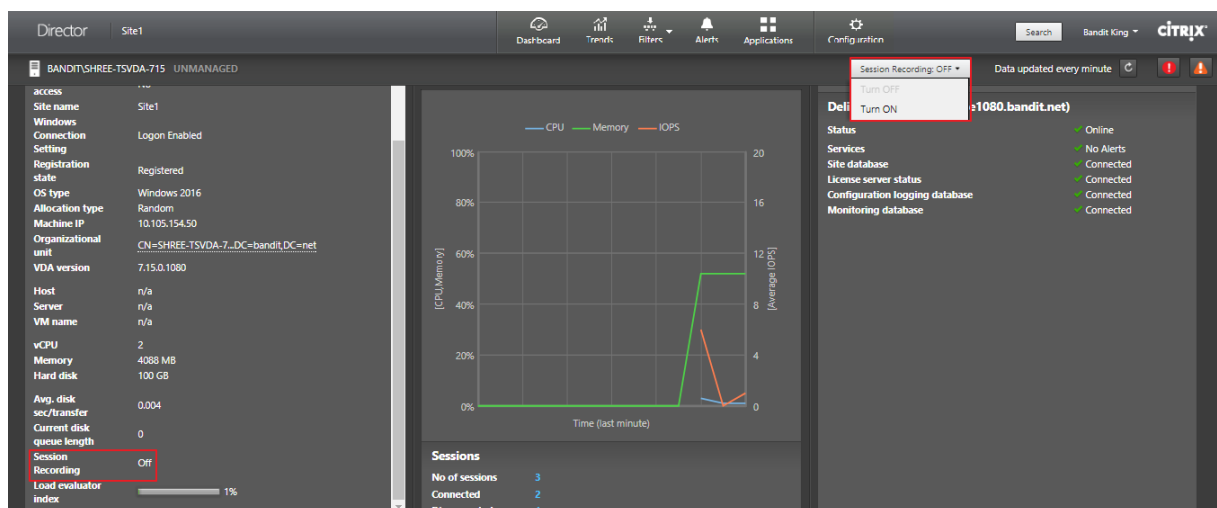 Director Site1 Dashboard Trends Filters Alerts Applications Configuration Search Bandit King CİTRIX
BANDIT\SHREE-TSVDA-715 UNMANAGED Session Recording: OFF Data updated every minute
Turn OFF
Turn ON
access
Site name Site1
Windows
Connection Logon Enabled
Setting
Registration
state Registered
OS type Windows 2016
Allocation type Random
Machine IP 10.105.154.50
Organizational
unit CN=SHREE-TSVDA-7...DC=bandit,DC=net
VDA version 7.15.0.1080
Host n/a
Server n/a
VM name n/a
vCPU 2
Memory 4088 MB
Hard disk 100 GB
Avg. disk
sec/transfer 0.004
Current disk
queue length 0
Session
Recording Off
Load evaluator
index 1%
CPU Memory IOPS
100% 20
80% 16
60% 12
40% 8
20% 4
0% 0
[CPU,Memory]
[Average IOPS]
Time (last minute)
Sessions
No of sessions 3
Connected 2
e1080.bandit.net)
Status Online
Services No Alerts
Site database Connected
License server status Connected
Configuration logging database Connected
Monitoring database Connected